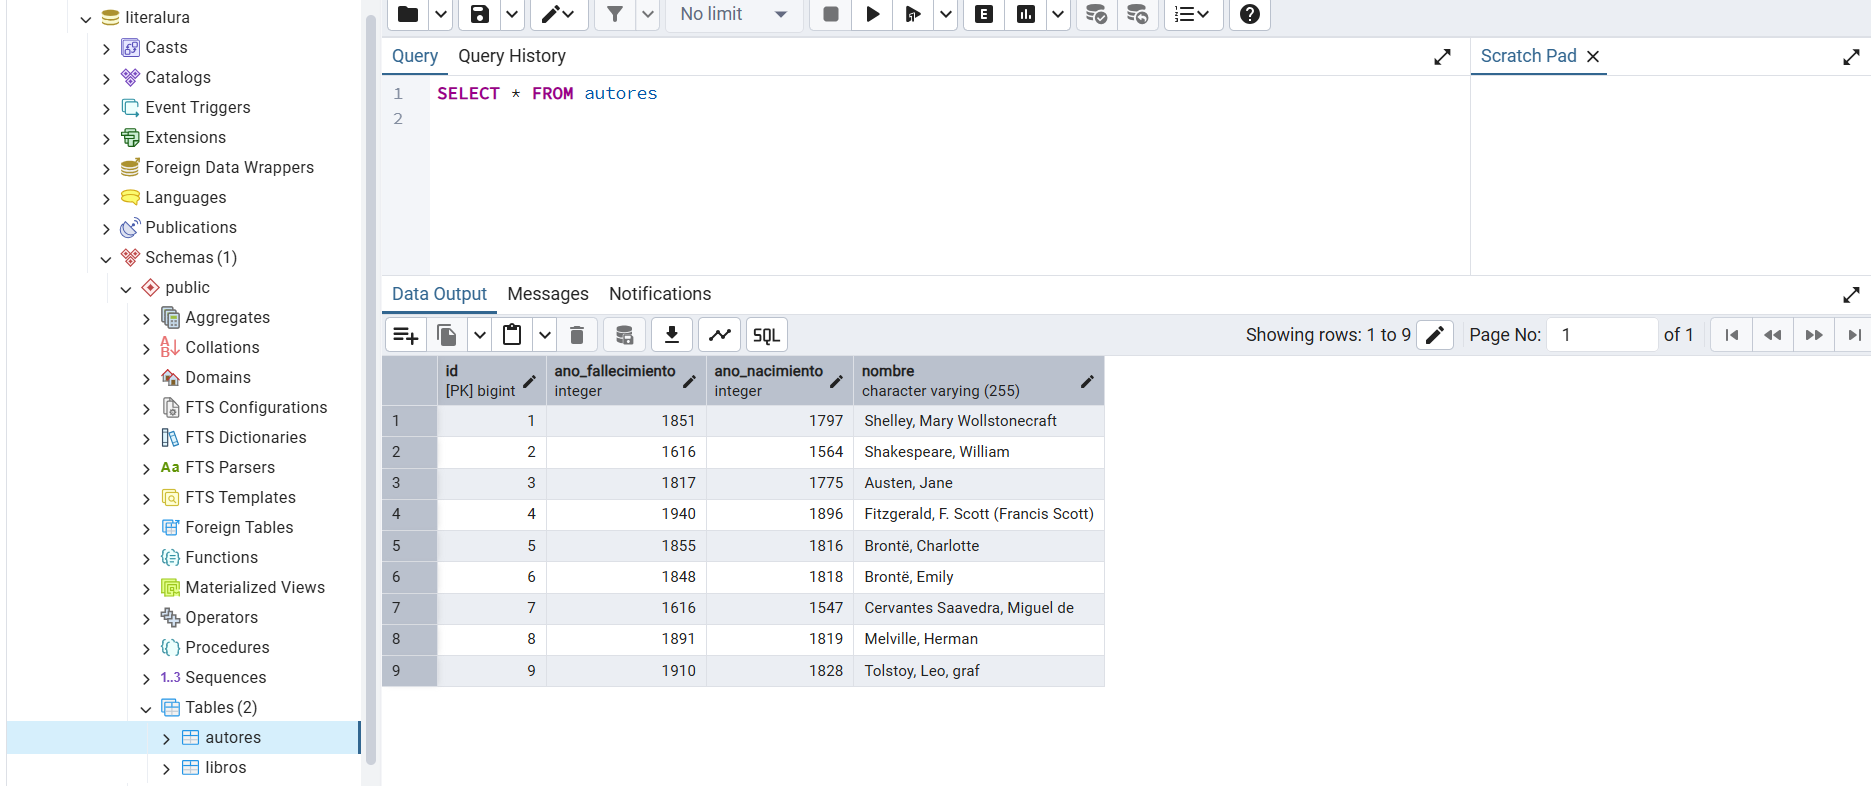 literalura
Casts
Catalogs
Event Triggers
Extensions
Foreign Data Wrappers
Languages
Publications
Schemas (1)
public
Aggregates
Collations
Domains
FTS Configurations
FTS Dictionaries
Aa FTS Parsers
FTS Templates
Foreign Tables
Functions
Materialized Views
Operators
Procedures
1..3 Sequences
Tables (2)
autores
libros
No limit
E
Query Query History
Scratch Pad
1 SELECT * FROM autores
2
Data Output Messages Notifications
SQL Showing rows: 1 to 9 Page No: 1 of 1
id ano_fallecimiento ano_nacimiento nombre
[PK] bigint integer integer character varying (255)
1 1 1851 1797 Shelley, Mary Wollstonecraft
2 2 1616 1564 Shakespeare, William
3 3 1817 1775 Austen, Jane
4 4 1940 1896 Fitzgerald, F. Scott (Francis Scott)
5 5 1855 1816 Brontë, Charlotte
6 6 1848 1818 Brontë, Emily
7 7 1616 1547 Cervantes Saavedra, Miguel de
8 8 1891 1819 Melville, Herman
9 9 1910 1828 Tolstoy, Leo, graf